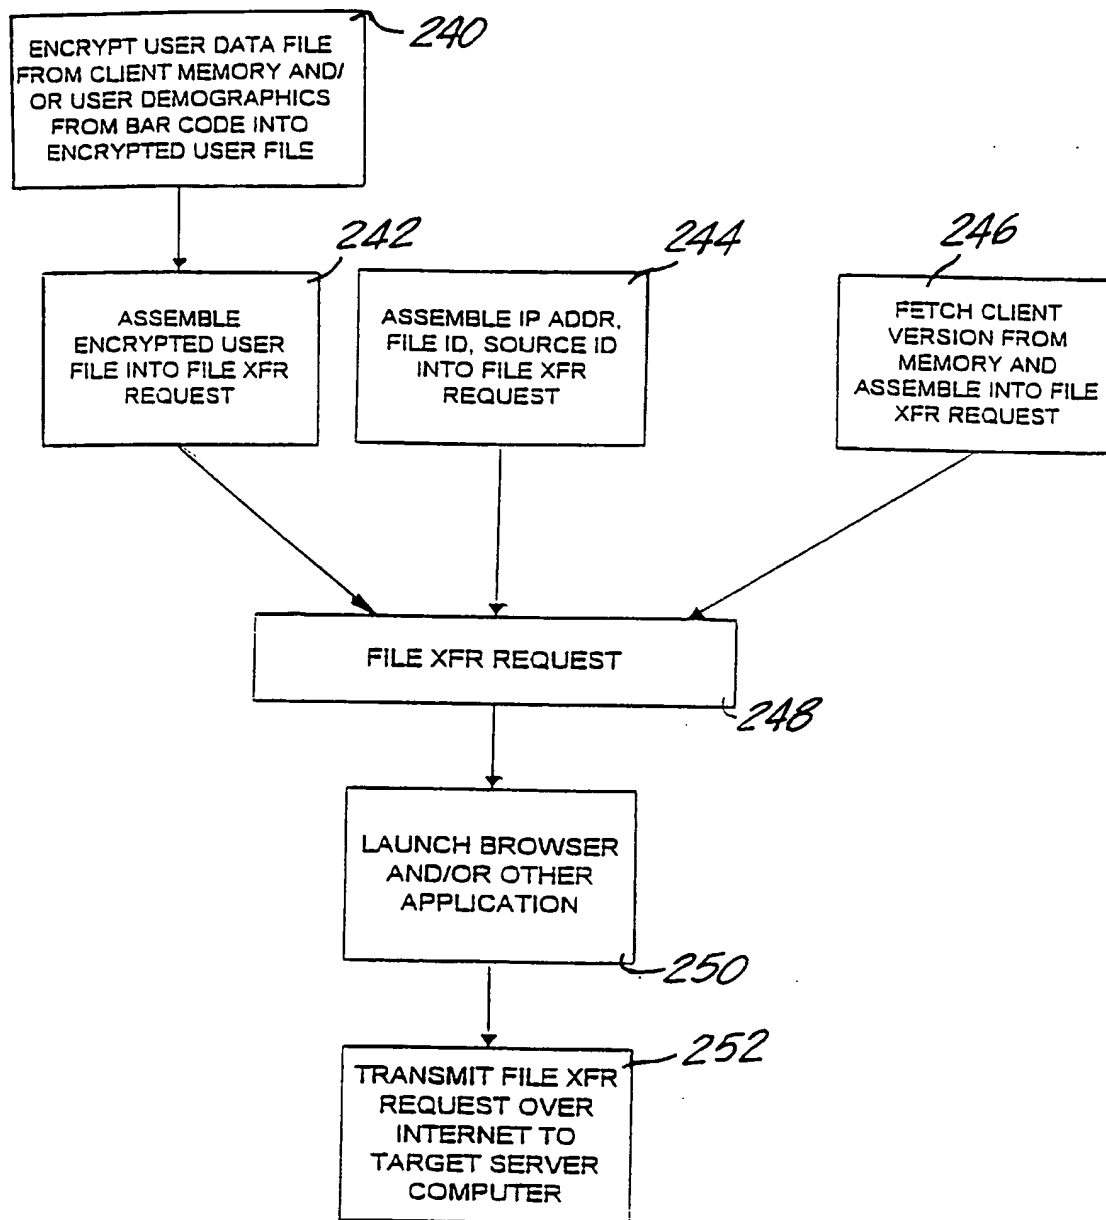 240
ENCRYPT USER DATA FILE
FROM CLIENT MEMORY AND/
OR USER DEMOGRAPHICS
FROM BAR CODE INTO
ENCRYPTED USER FILE
242
ASSEMBLE
ENCRYPTED USER
FILE INTO FILE XFR
REQUEST
244
ASSEMBLE IP ADDR,
FILE ID, SOURCE ID
INTO FILE XFR
REQUEST
246
FETCH CLIENT
VERSION FROM
MEMORY AND
ASSEMBLE INTO FILE
XFR REQUEST
FILE XFR REQUEST
248
LAUNCH BROWSER
AND/OR OTHER
APPLICATION
250
252
TRANSMIT FILE XFR
REQUEST OVER
INTERNET TO
TARGET SERVER
COMPUTER